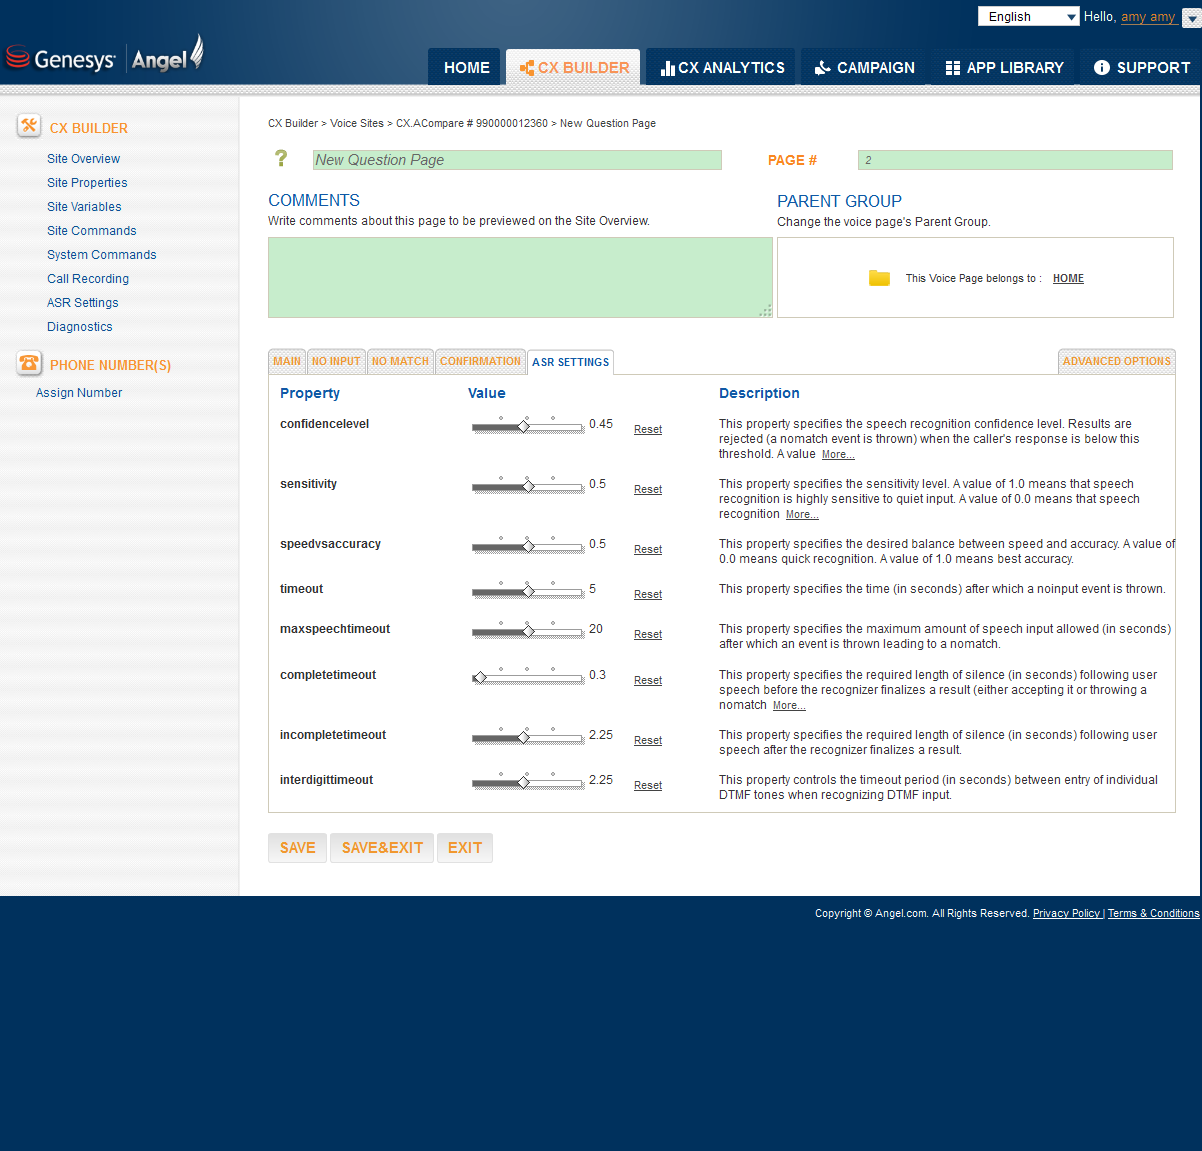 English Hello, amy amy
Genesys Angel
HOME CX BUILDER CX ANALYTICS CAMPAIGN APP LIBRARY SUPPORT
CX BUILDER
Site Overview
Site Properties
Site Variables
Site Commands
System Commands
Call Recording
ASR Settings
Diagnostics
PHONE NUMBER(S)
Assign Number
CX Builder > Voice Sites > CX.ACompare # 990000012360 > New Question Page
? New Question Page PAGE # 2
COMMENTS
Write comments about this page to be previewed on the Site Overview.
PARENT GROUP
Change the voice page's Parent Group.
This Voice Page belongs to : HOME
MAIN NO INPUT NO MATCH CONFIRMATION ASR SETTINGS ADVANCED OPTIONS
Property Value Description
confidencelevel 0.45 Reset
This property specifies the speech recognition confidence level. Results are
rejected (a nomatch event is thrown) when the caller's response is below this
threshold. A value More...
sensitivity 0.5 Reset
This property specifies the sensitivity level. A value of 1.0 means that speech
recognition is highly sensitive to quiet input. A value of 0.0 means that speech
recognition More...
speedvsaccuracy 0.5 Reset
This property specifies the desired balance between speed and accuracy. A value of
0.0 means quick recognition. A value of 1.0 means best accuracy.
timeout 5 Reset
This property specifies the time (in seconds) after which a noinput event is thrown.
maxspeechtimeout 20 Reset
This property specifies the maximum amount of speech input allowed (in seconds)
after which an event is thrown leading to a nomatch.
completetimeout 0.3 Reset
This property specifies the required length of silence (in seconds) following user
speech before the recognizer finalizes a result (either accepting it or throwing a
nomatch More...
incompletetimeout 2.25 Reset
This property specifies the required length of silence (in seconds) following user
speech after the recognizer finalizes a result.
interdigittimeout 2.25 Reset
This property controls the timeout period (in seconds) between entry of individual
DTMF tones when recognizing DTMF input.
SAVE SAVE&EXIT EXIT
Copyright © Angel.com. All Rights Reserved. Privacy Policy | Terms & Conditions